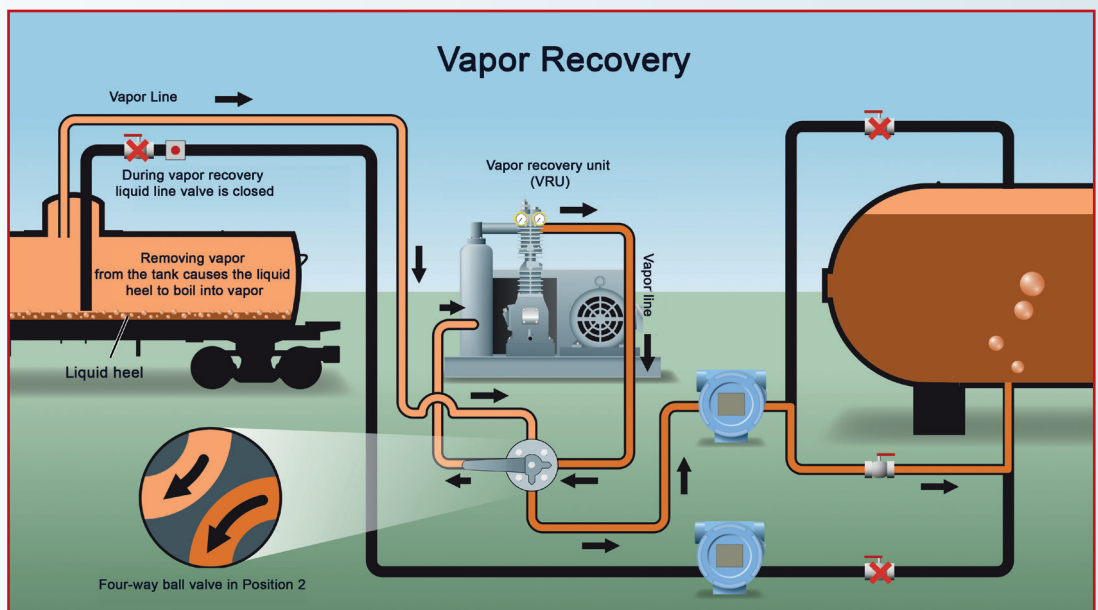 Vapor Recovery
Vapor Line
During vapor recovery
liquid line valve is closed
Vapor recovery unit
(VRU)
Removing vapor
from the tank causes the liquid
heel to boil into vapor
Vapor line
Liquid heel
Four-way ball valve in Position 2